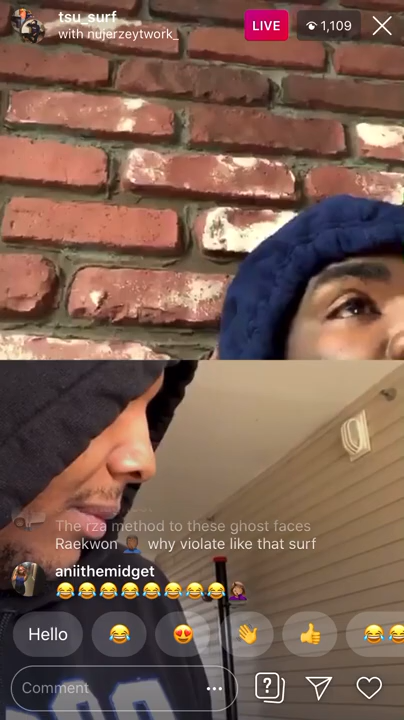 tsu_surf
with nujerzeytwork_
LIVE
1,109
The rza method to these ghost faces
Raekwon 🤦🏾‍♂️ why violate like that surf
aniithemidget
😂😂😂😂😂😂😂😂😂🤦🏽‍♀️
Hello
Comment